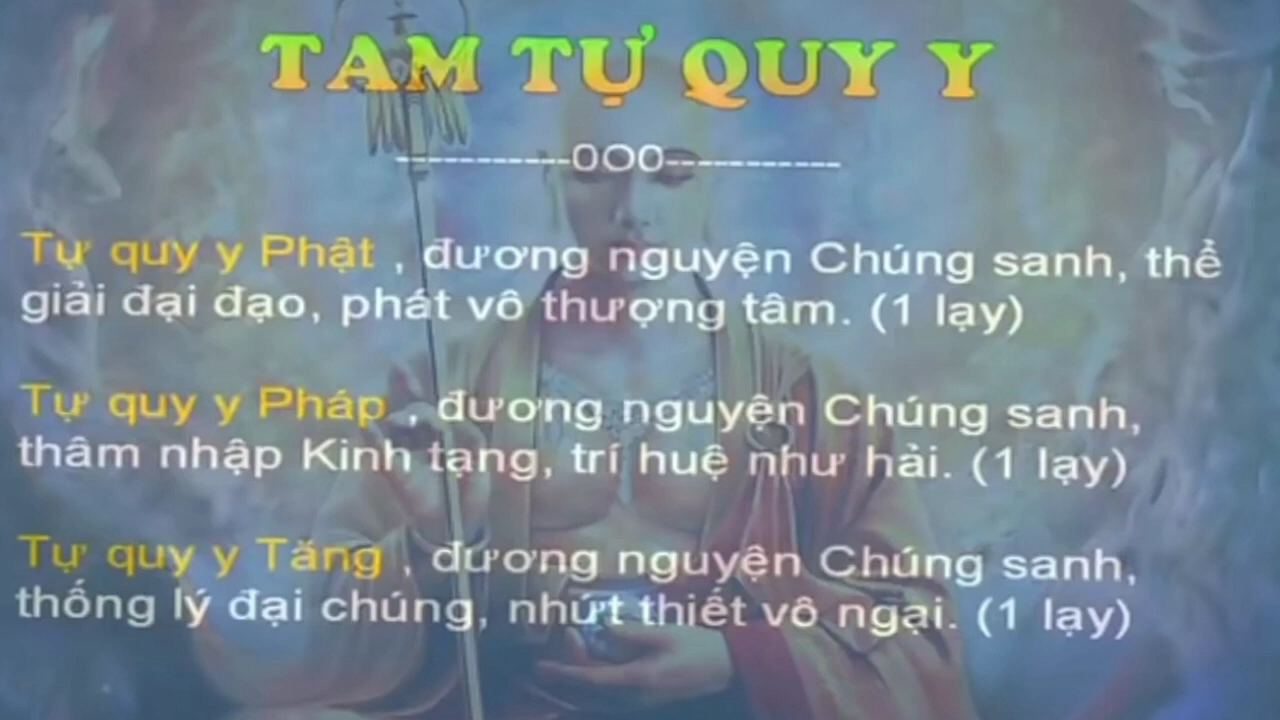 TAM TỰ QUY Y
-----------0O0-----------
Tự quy y Phật , đương nguyện Chúng sanh, thể
giải đại đạo, phát vô thượng tâm. (1 lạy)
Tự quy y Pháp , đương nguyện Chúng sanh,
thâm nhập Kinh tạng, trí huệ như hải. (1 lạy)
Tự quy y Tăng , đương nguyện Chúng sanh,
thống lý đại chúng, nhứt thiết vô ngại. (1 lạy)